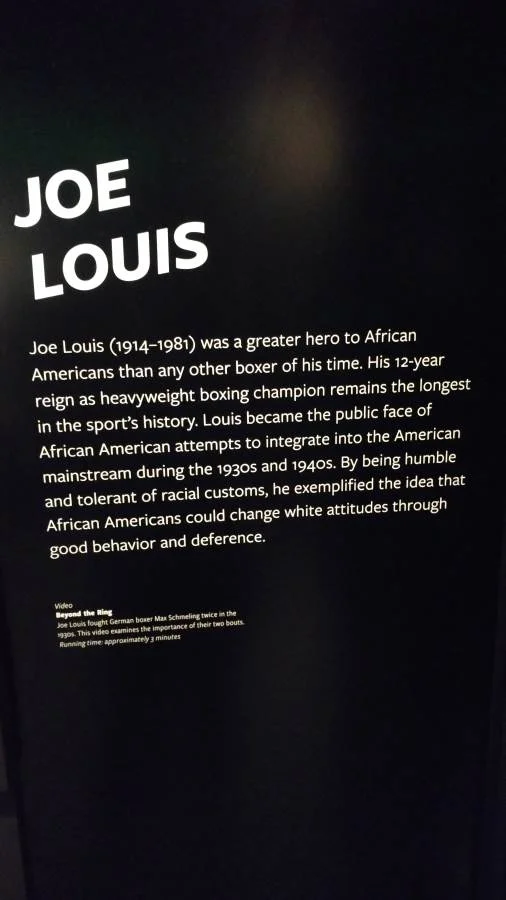 JOE
LOUIS
Joe Louis (1914–1981) was a greater hero to African
Americans than any other boxer of his time. His 12-year
reign as heavyweight boxing champion remains the longest
in the sport's history. Louis became the public face of
African American attempts to integrate into the American
mainstream during the 1930s and 1940s. By being humble
and tolerant of racial customs, he exemplified the idea that
African Americans could change white attitudes through
good behavior and deference.
Video
Beyond the Ring
Joe Louis fought German boxer Max Schmeling twice in the
1930s. This video examines the importance of their two bouts.
Running time: approximately 3 minutes